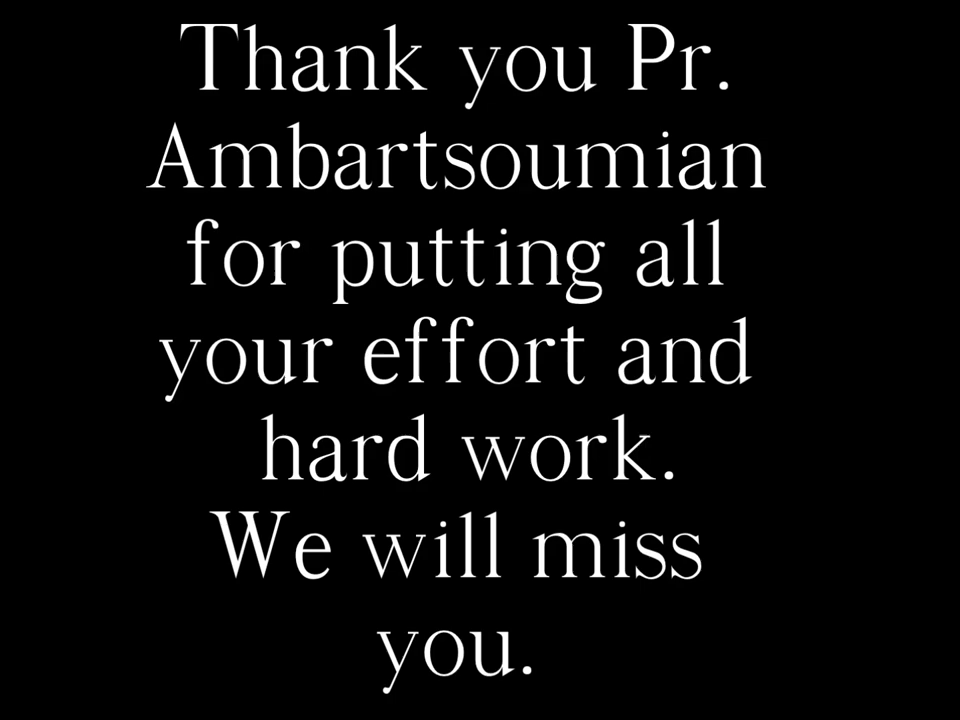 Thank you Pr.
Ambartsoumian
for putting all
your effort and
hard work.
We will miss
you.